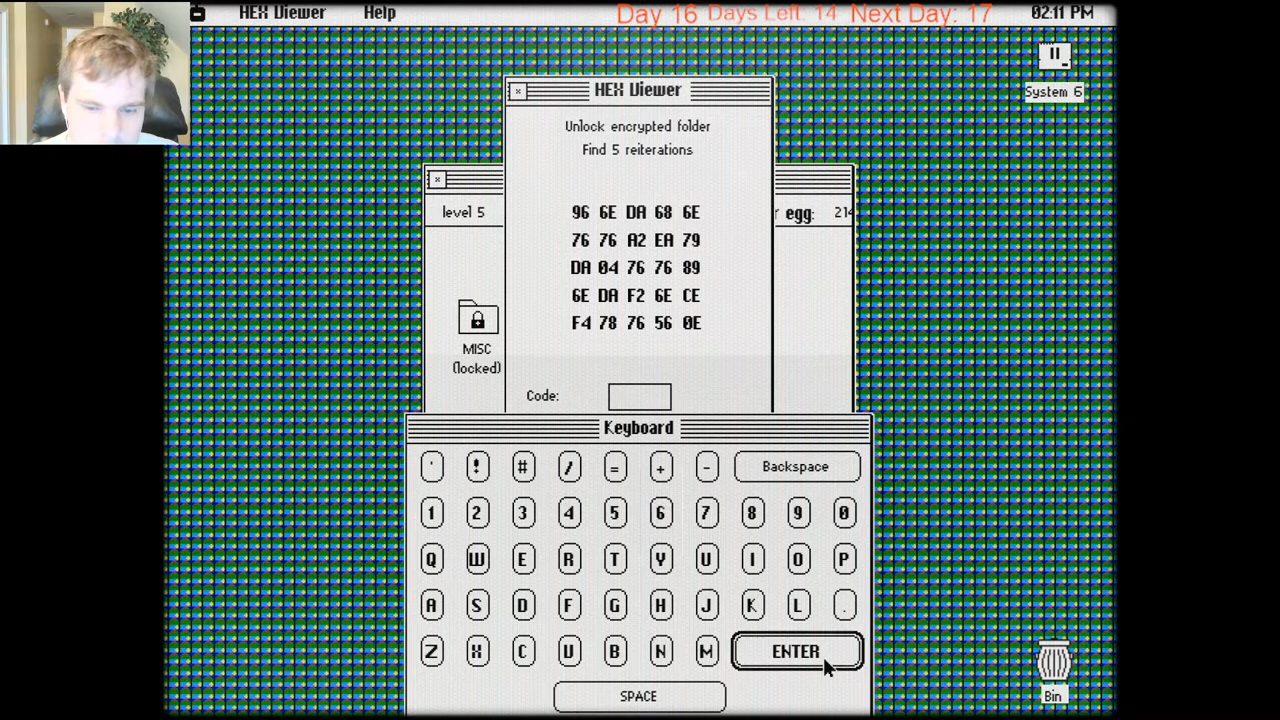 HEX Viewer Help Day 16 Days Left: 14 Next Day: 17 02:11 PM
System 6
HEX Viewer
Unlock encrypted folder
Find 5 reiterations
level 5
egg: 214
96 6E DA 68 6E
76 76 A2 EA 79
DA 04 76 76 89
6E DA F2 6E CE
F4 78 76 56 0E
MISC
(locked)
Code:
Keyboard
' ! # / = + - Backspace
1 2 3 4 5 6 7 8 9 0
Q W E R T Y U I O P
A S D F G H J K L .
Z X C V B N M ENTER
SPACE
Bin